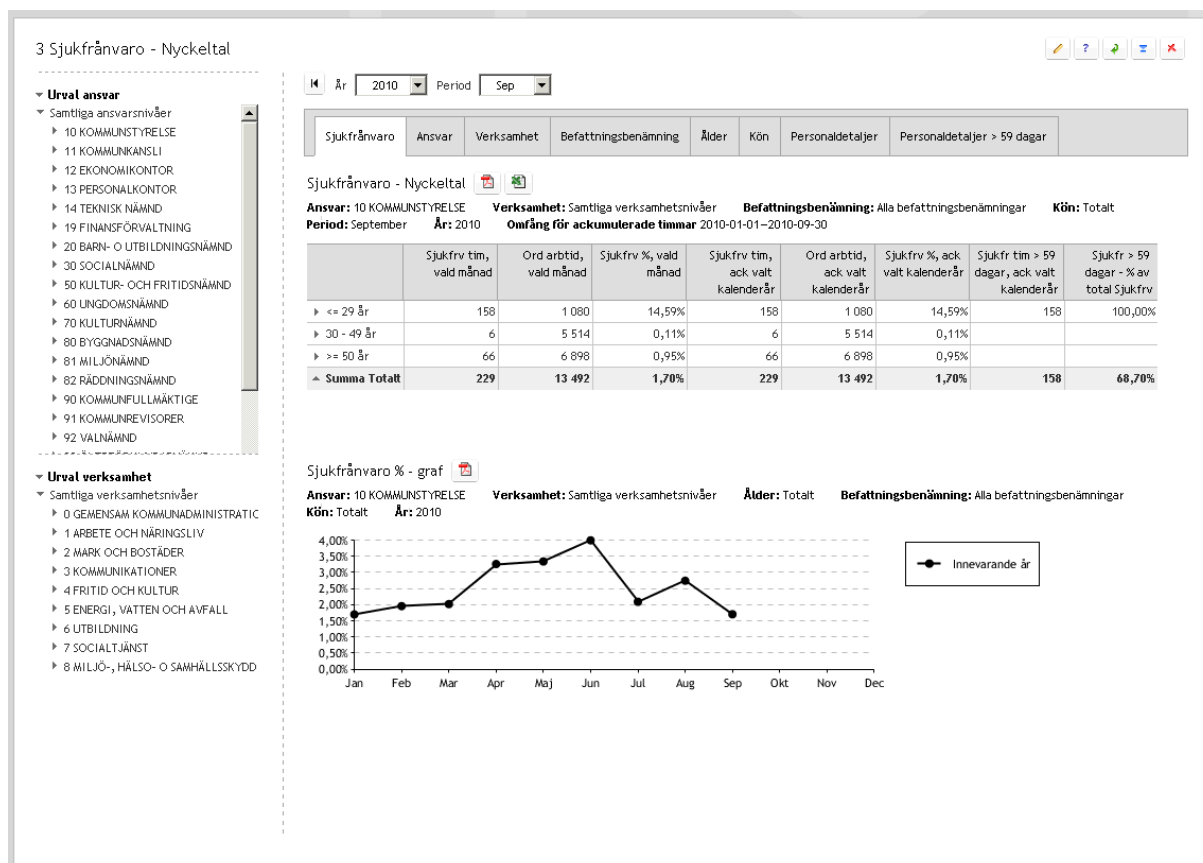 3 Sjukfrånvaro - Nyckeltal
?
Urval ansvar
Samtliga ansvarsnivåer
10 KOMMUNSTYRELSE
11 KOMMUNKANSLI
12 EKONOMIKONTOR
13 PERSONALKONTOR
14 TEKNISK NÄMND
19 FINANSFÖRVALTNING
20 BARN- O UTBILDNINGSNÄMND
30 SOCIALNÄMND
50 KULTUR- OCH FRITIDSNÄMND
60 UNGDOMSNÄMND
70 KULTURNÄMND
80 BYGGNADSNÄMND
81 MILJÖNÄMND
82 RÄDDNINGSNÄMND
90 KOMMUNFULLMÄKTIGE
91 KOMMUNREVISORER
92 VALNÄMND
Urval verksamhet
Samtliga verksamhetsnivåer
0 GEMENSAM KOMMUNADMINISTRATIC
1 ARBETE OCH NÄRINGSLIV
2 MARK OCH BOSTÄDER
3 KOMMUNIKATIONER
4 FRITID OCH KULTUR
5 ENERGI, VATTEN OCH AVFALL
6 UTBILDNING
7 SOCIALTJÄNST
8 MILJÖ-, HÄLSO- O SAMHÄLLSSKYDD
År 2010 Period Sep
Sjukfrånvaro Ansvar Verksamhet Befattningsbenämning Ålder Kön Personaldetaljer Personaldetaljer > 59 dagar
Sjukfrånvaro - Nyckeltal
Ansvar: 10 KOMMUNSTYRELSE Verksamhet: Samtliga verksamhetsnivåer Befattningsbenämning: Alla befattningsbenämningar Kön: Totalt
Period: September År: 2010 Omfång för ackumulerade timmar 2010-01-01--2010-09-30
Sjukfrv tim, Ord arbtid, Sjukfrv %, vald Sjukfrv tim, Ord arbtid, Sjukfrv %, ack Sjukfr tim > 59 Sjukfr > 59
vald månad vald månad månad ack valt ack valt valt kalenderår dagar, ack valt dagar - % av
kalenderår kalenderår kalenderår total Sjukfrv
<= 29 år 158 1 080 14,59% 158 1 080 14,59% 158 100,00%
30 - 49 år 6 5 514 0,11% 6 5 514 0,11%
>= 50 år 66 6 898 0,95% 66 6 898 0,95%
Summa Totalt 229 13 492 1,70% 229 13 492 1,70% 158 68,70%
Sjukfrånvaro % - graf
Ansvar: 10 KOMMUNSTYRELSE Verksamhet: Samtliga verksamhetsnivåer Ålder: Totalt Befattningsbenämning: Alla befattningsbenämningar
Kön: Totalt År: 2010
4,00%
3,50%
3,00%
2,50%
2,00%
1,50%
1,00%
0,50%
0,00%
Jan Feb Mar Apr Maj Jun Jul Aug Sep Okt Nov Dec
Innevarande år